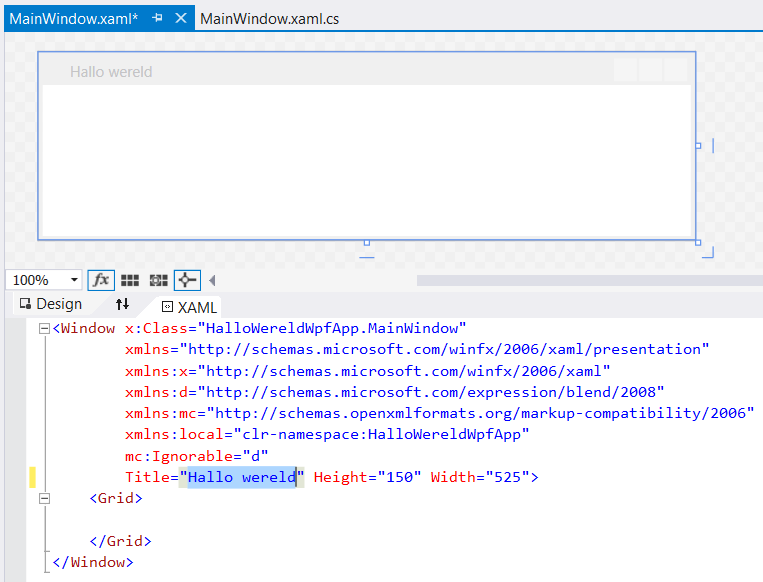 MainWindow.xaml* MainWindow.xaml.cs
Hallo wereld
100% fx
Design XAML
<Window x:Class="HalloWereldWpfApp.MainWindow"
xmlns="http://schemas.microsoft.com/winfx/2006/xaml/presentation"
xmlns:x="http://schemas.microsoft.com/winfx/2006/xaml"
xmlns:d="http://schemas.microsoft.com/expression/blend/2008"
xmlns:mc="http://schemas.openxmlformats.org/markup-compatibility/2006"
xmlns:local="clr-namespace:HalloWereldWpfApp"
mc:Ignorable="d"
Title="Hallo wereld" Height="150" Width="525">
<Grid>
</Grid>
</Window>